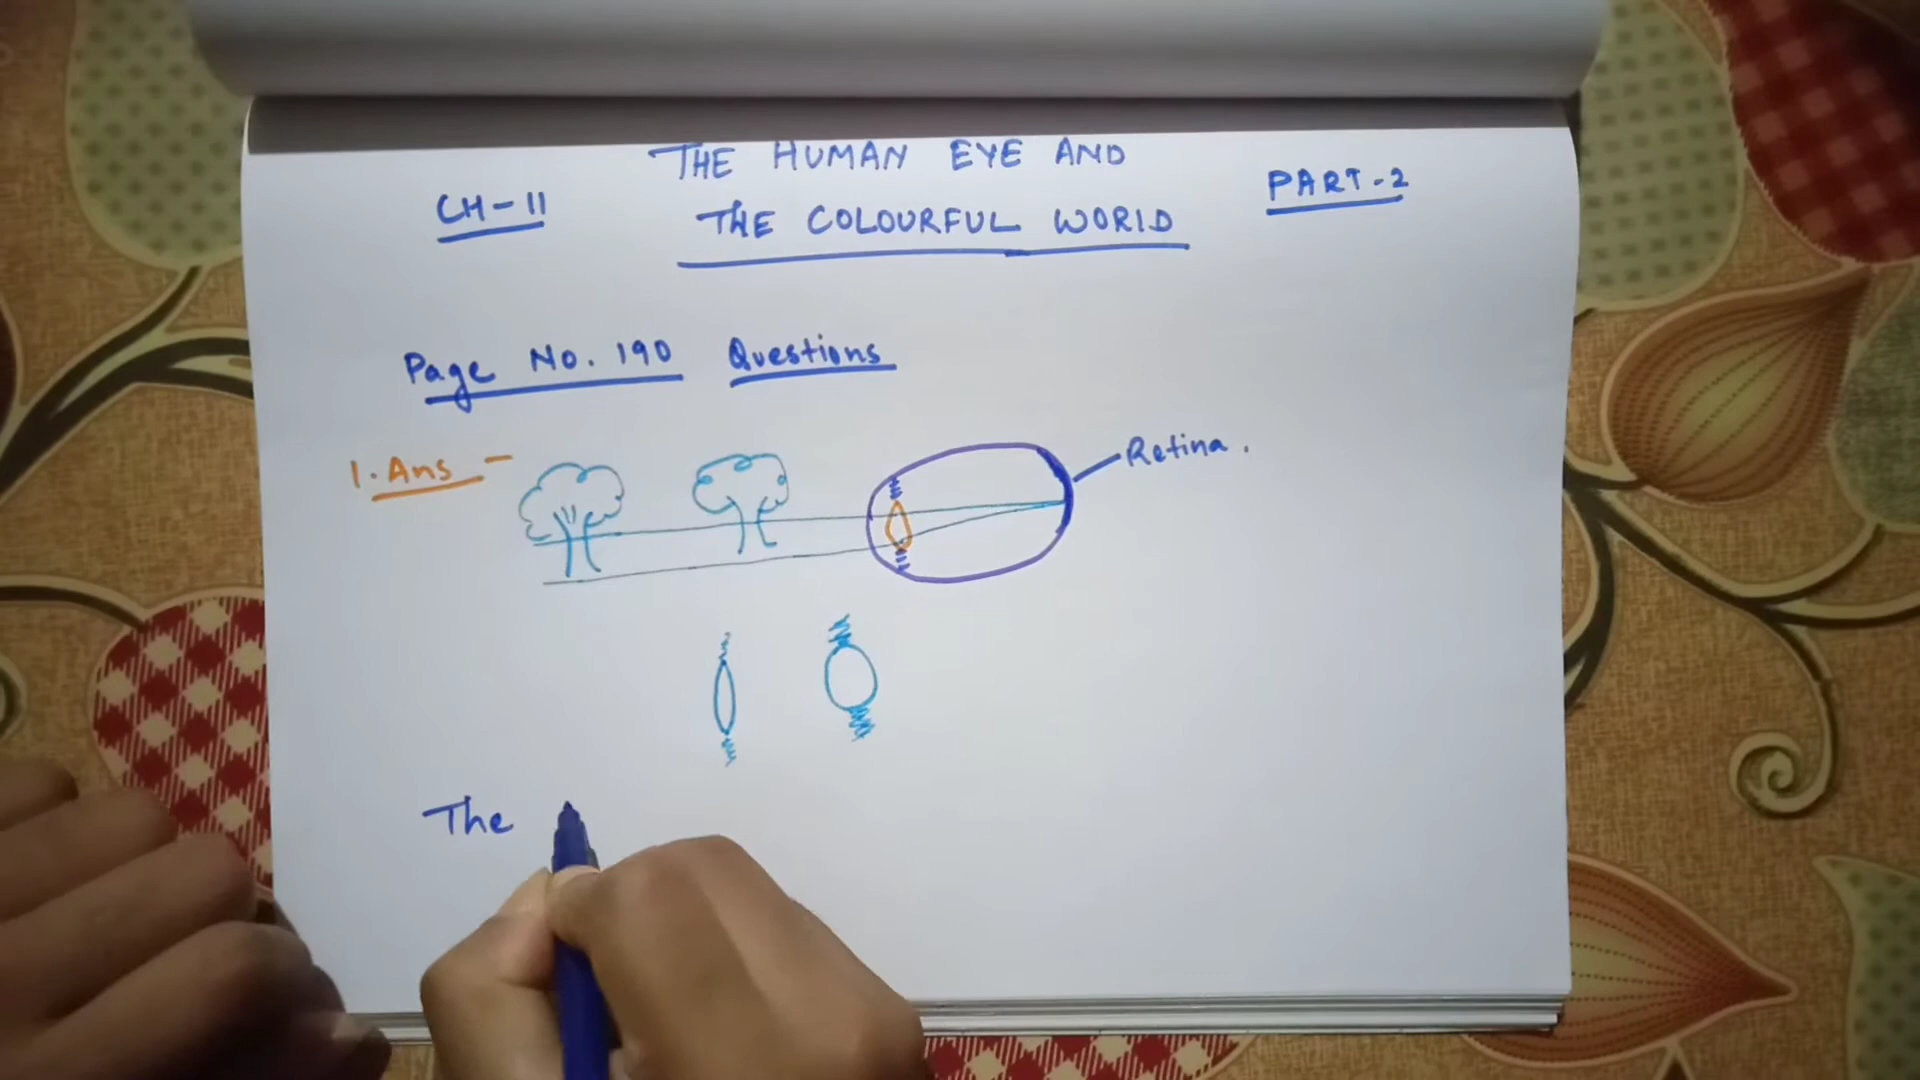 THE HUMAN EYE AND
CH-11
THE COLOURFUL WORLD
PART-2
Page No. 190 Questions
1. Ans -
Retina.
The